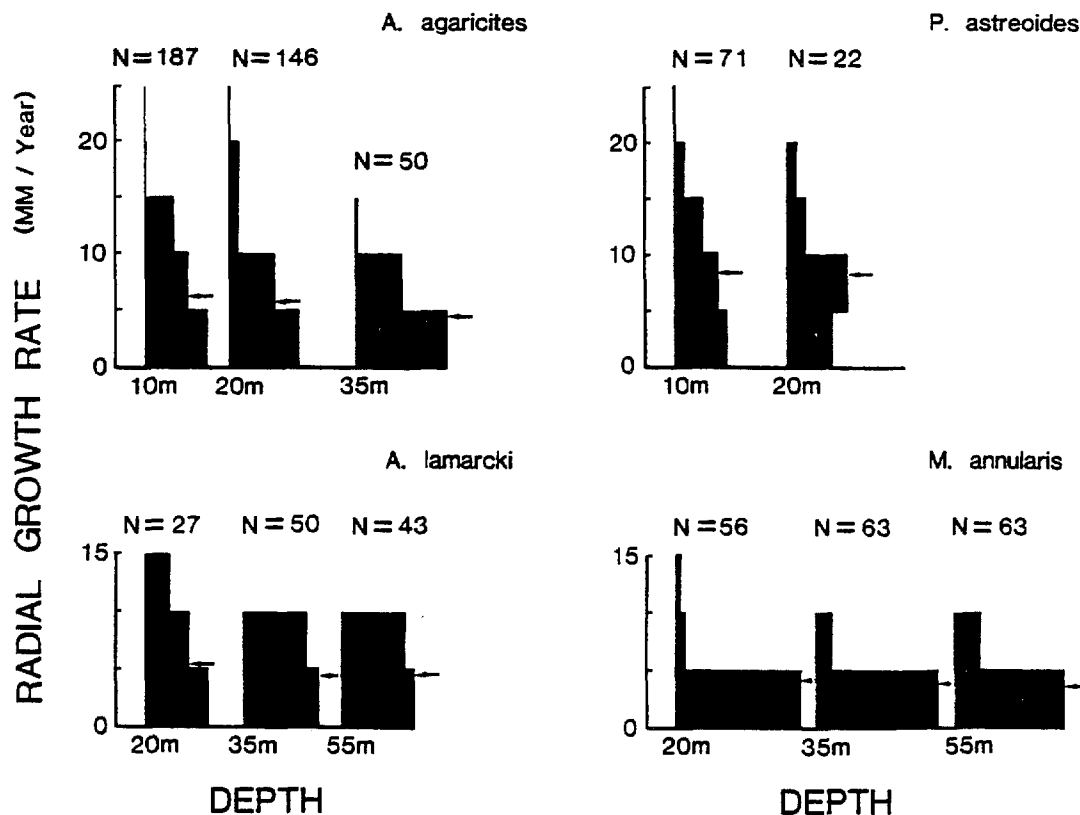 A. agaricites
N=187
N=146
N=50
20
10
0
10m
20m
35m
P. astreoides
N=71
N=22
20
10
0
10m
20m
A. lamarcki
N=27
N=50
N=43
15
0
20m
35m
55m
DEPTH
M. annularis
N=56
N=63
N=63
15
0
20m
35m
55m
DEPTH
RADIAL GROWTH RATE (MM / Year)